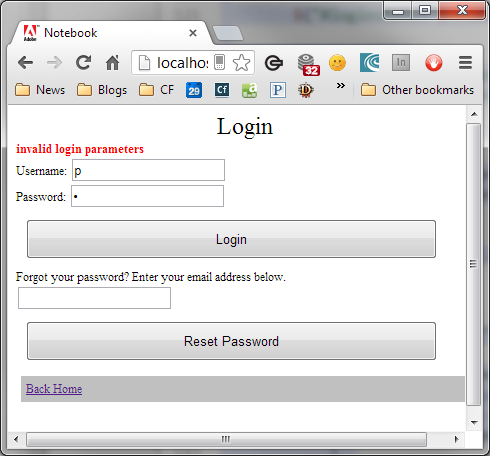 Notebook
localhos
32
News
Blogs
CF
29
Cf
a
P
D
In
»
Other bookmarks
Login
invalid login parameters
Username: p
Password: •
Login
Forgot your password? Enter your email address below.
Reset Password
Back Home